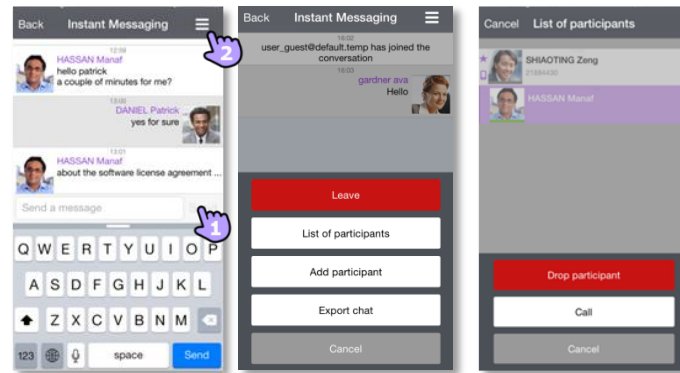 Back Instant Messaging
2
12:59
HASSAN Manaf
hello patrick
a couple of minutes for me?
13:00
DANIEL Patrick
yes for sure
13:01
HASSAN Manaf
about the software license agreement ...
Send a message
Send
1
Q W E R T Y U I O P
A S D F G H J K L
Z X C V B N M
123 space Send
Back Instant Messaging
16:02
user_guest@default.temp has joined the
conversation
16:03
gardner ava
Hello
Leave
List of participants
Add participant
Export chat
Cancel
Cancel List of participants
SHIAOTING Zeng
HASSAN Manaf
Drop participant
Call
Cancel